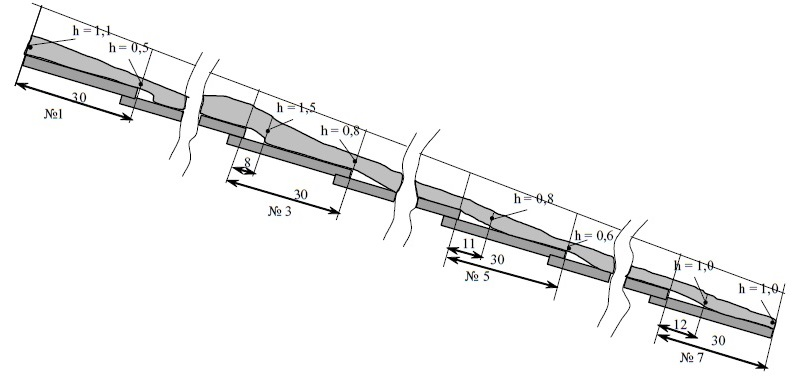 h = 1,1
h = 0,5
30
№1
h = 1,5
h = 0,8
8
30
№ 3
h = 0,8
h = 0,6
11
30
№ 5
h = 1,0
h = 1,0
12
30
№ 7